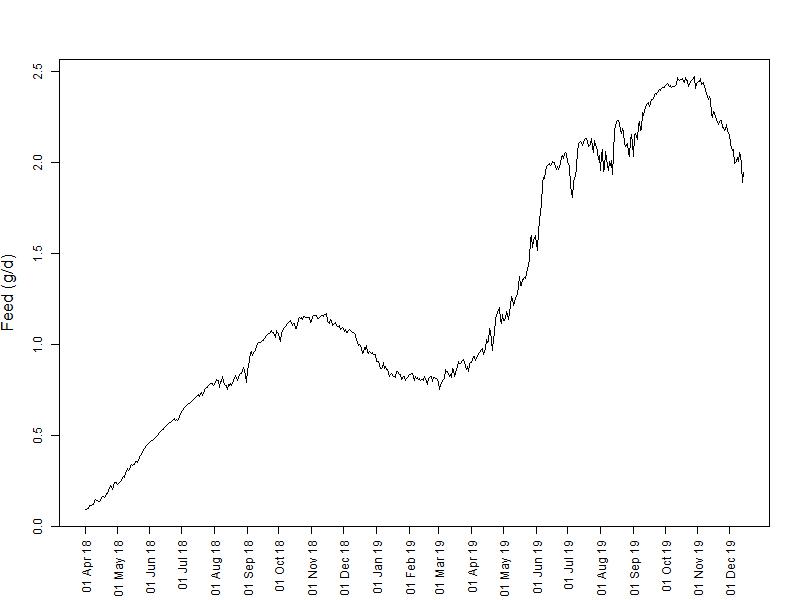 Feed (g/d)
2.5
2.0
1.5
1.0
0.5
0.0
01 Apr 18
01 May 18
01 Jun 18
01 Jul 18
01 Aug 18
01 Sep 18
01 Oct 18
01 Nov 18
01 Dec 18
01 Jan 19
01 Feb 19
01 Mar 19
01 Apr 19
01 May 19
01 Jun 19
01 Jul 19
01 Aug 19
01 Sep 19
01 Oct 19
01 Nov 19
01 Dec 19